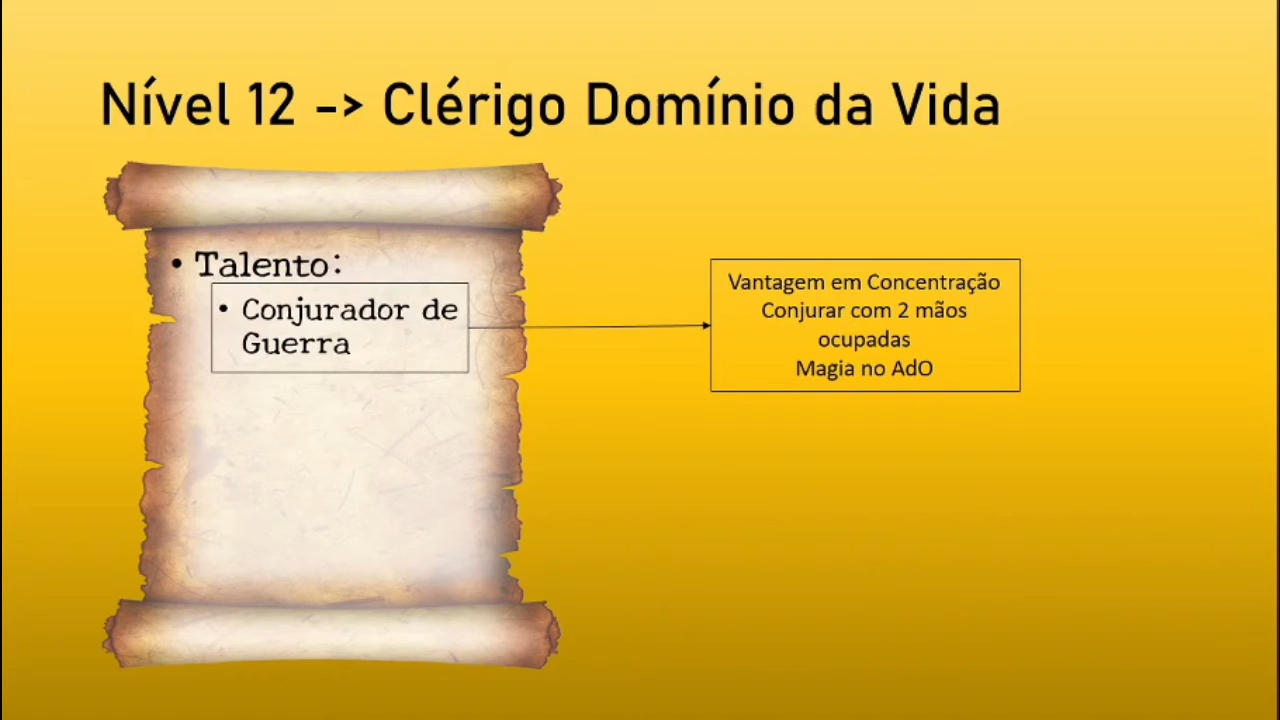 Nível 12 -> Clérigo Domínio da Vida
• Talento:
• Conjurador de
Guerra
Vantagem em Concentração
Conjurar com 2 mãos
ocupadas
Magia no AdO